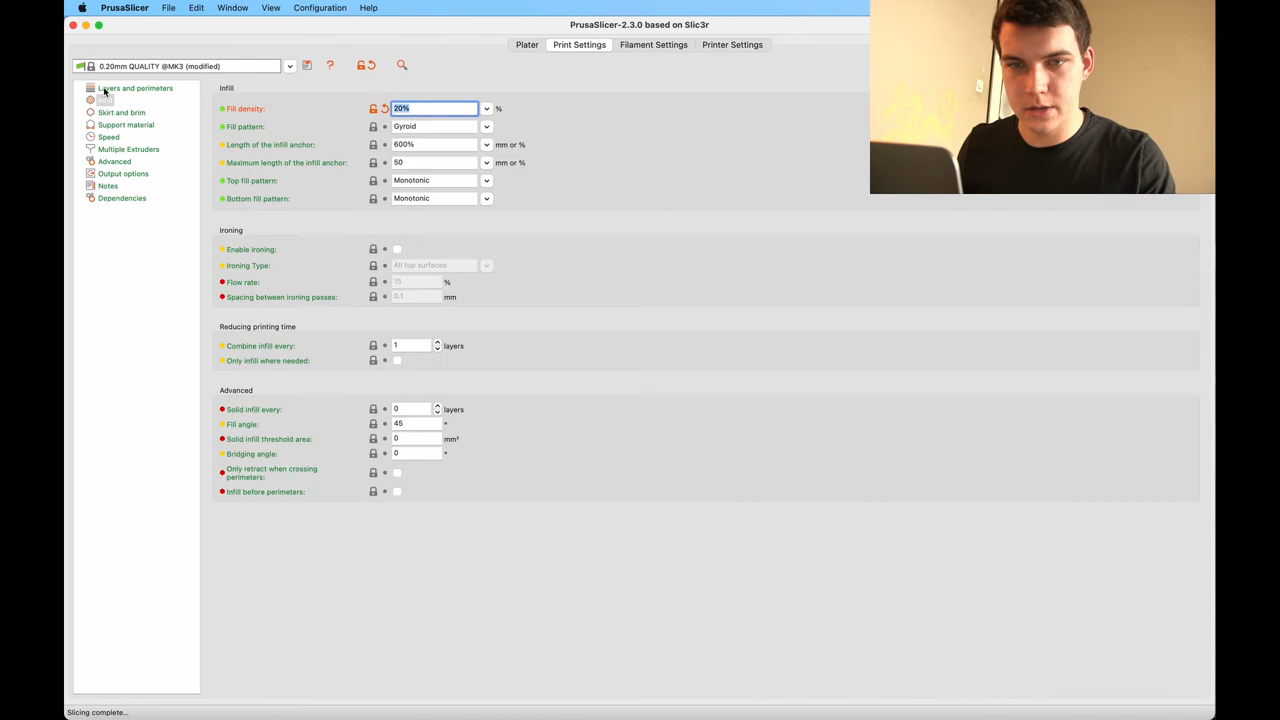 PrusaSlicer File Edit Window View Configuration Help
PrusaSlicer-2.3.0 based on Slic3r
Plater Print Settings Filament Settings Printer Settings
0.20mm QUALITY @MK3 (modified)
Layers and perimeters
Infill
Skirt and brim
Support material
Speed
Multiple Extruders
Advanced
Output options
Notes
Dependencies
Infill
Fill density: 20% %
Fill pattern: Gyroid
Length of the infill anchor: 600% mm or %
Maximum length of the infill anchor: 50 mm or %
Top fill pattern: Monotonic
Bottom fill pattern: Monotonic
Ironing
Enable ironing:
Ironing Type: All top surfaces
Flow rate: 15 %
Spacing between ironing passes: 0.1 mm
Reducing printing time
Combine infill every: 1 layers
Only infill where needed:
Advanced
Solid infill every: 0 layers
Fill angle: 45 °
Solid infill threshold area: 0 mm²
Bridging angle: 0 °
Only retract when crossing
perimeters:
Infill before perimeters:
Slicing complete...